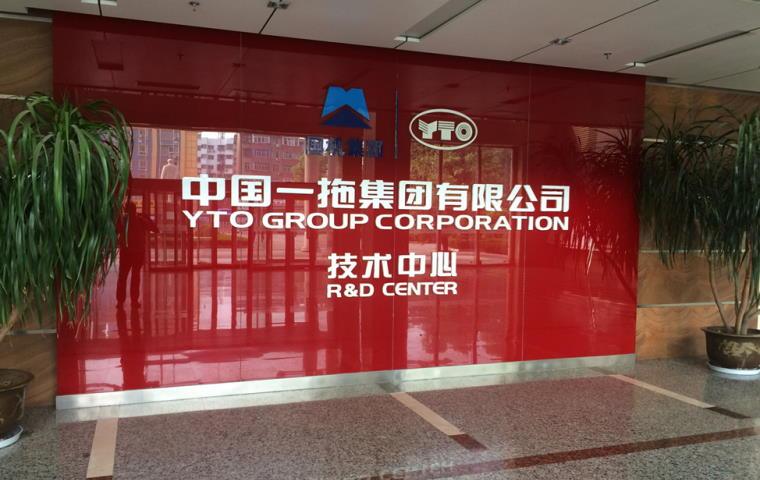 国机集团
YTO
中国一拖集团有限公司
YTO GROUP CORPORATION
技术中心
R&D CENTER